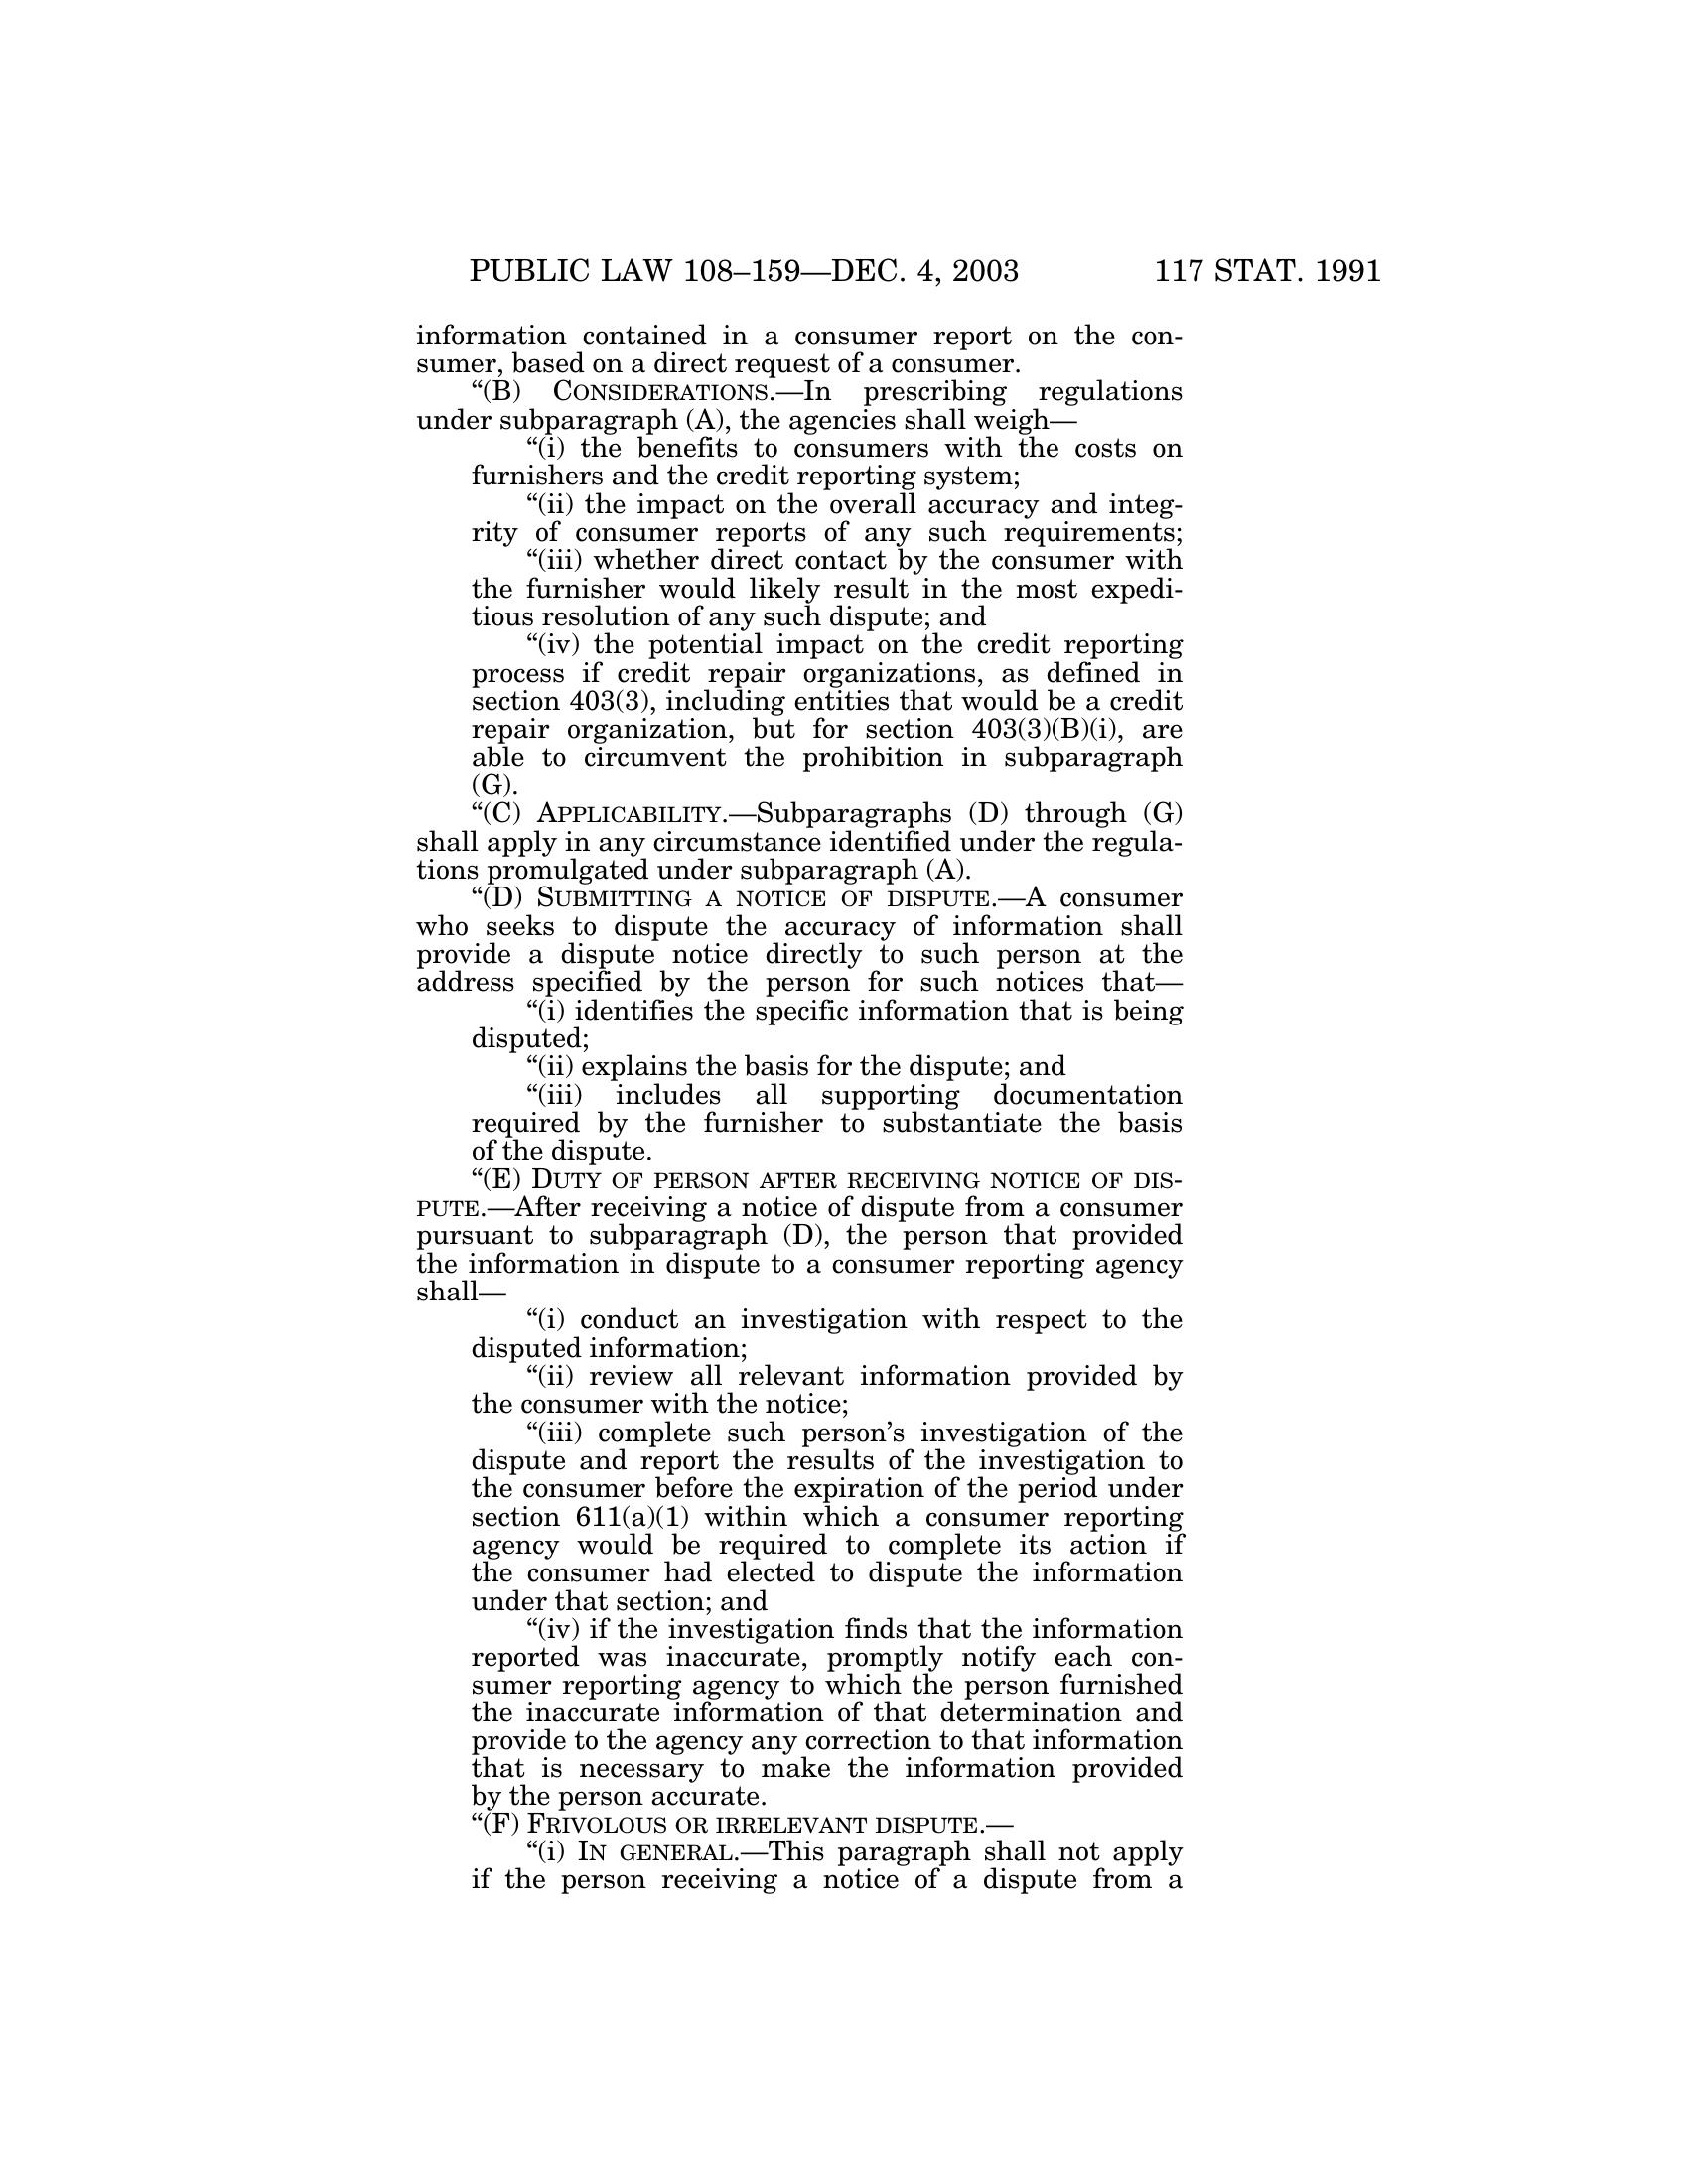 PUBLIC LAW 108–159—DEC. 4, 2003 117 STAT. 1991
information contained in a consumer report on the con-
sumer, based on a direct request of a consumer.
“(B) CONSIDERATIONS.—In prescribing regulations
under subparagraph (A), the agencies shall weigh—
“(i) the benefits to consumers with the costs on
furnishers and the credit reporting system;
“(ii) the impact on the overall accuracy and integ-
rity of consumer reports of any such requirements;
“(iii) whether direct contact by the consumer with
the furnisher would likely result in the most expedi-
tious resolution of any such dispute; and
“(iv) the potential impact on the credit reporting
process if credit repair organizations, as defined in
section 403(3), including entities that would be a credit
repair organization, but for section 403(3)(B)(i), are
able to circumvent the prohibition in subparagraph
(G).
“(C) APPLICABILITY.—Subparagraphs (D) through (G)
shall apply in any circumstance identified under the regula-
tions promulgated under subparagraph (A).
“(D) SUBMITTING A NOTICE OF DISPUTE.—A consumer
who seeks to dispute the accuracy of information shall
provide a dispute notice directly to such person at the
address specified by the person for such notices that—
“(i) identifies the specific information that is being
disputed;
“(ii) explains the basis for the dispute; and
“(iii) includes all supporting documentation
required by the furnisher to substantiate the basis
of the dispute.
“(E) DUTY OF PERSON AFTER RECEIVING NOTICE OF DIS-
PUTE.—After receiving a notice of dispute from a consumer
pursuant to subparagraph (D), the person that provided
the information in dispute to a consumer reporting agency
shall—
“(i) conduct an investigation with respect to the
disputed information;
“(ii) review all relevant information provided by
the consumer with the notice;
“(iii) complete such person’s investigation of the
dispute and report the results of the investigation to
the consumer before the expiration of the period under
section 611(a)(1) within which a consumer reporting
agency would be required to complete its action if
the consumer had elected to dispute the information
under that section; and
“(iv) if the investigation finds that the information
reported was inaccurate, promptly notify each con-
sumer reporting agency to which the person furnished
the inaccurate information of that determination and
provide to the agency any correction to that information
that is necessary to make the information provided
by the person accurate.
“(F) FRIVOLOUS OR IRRELEVANT DISPUTE.—
“(i) IN GENERAL.—This paragraph shall not apply
if the person receiving a notice of a dispute from a